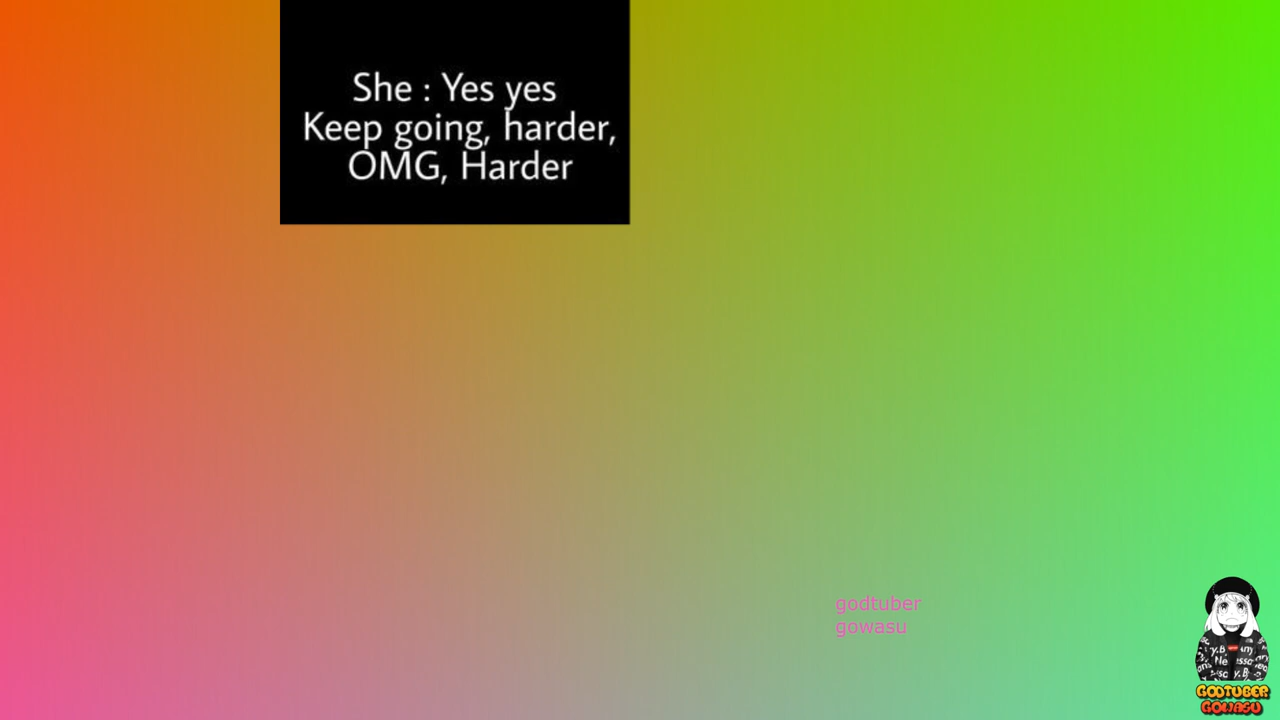 She : Yes yes
Keep going, harder,
OMG, Harder
godtuber
gowasu
GODTUBER
GOWASU